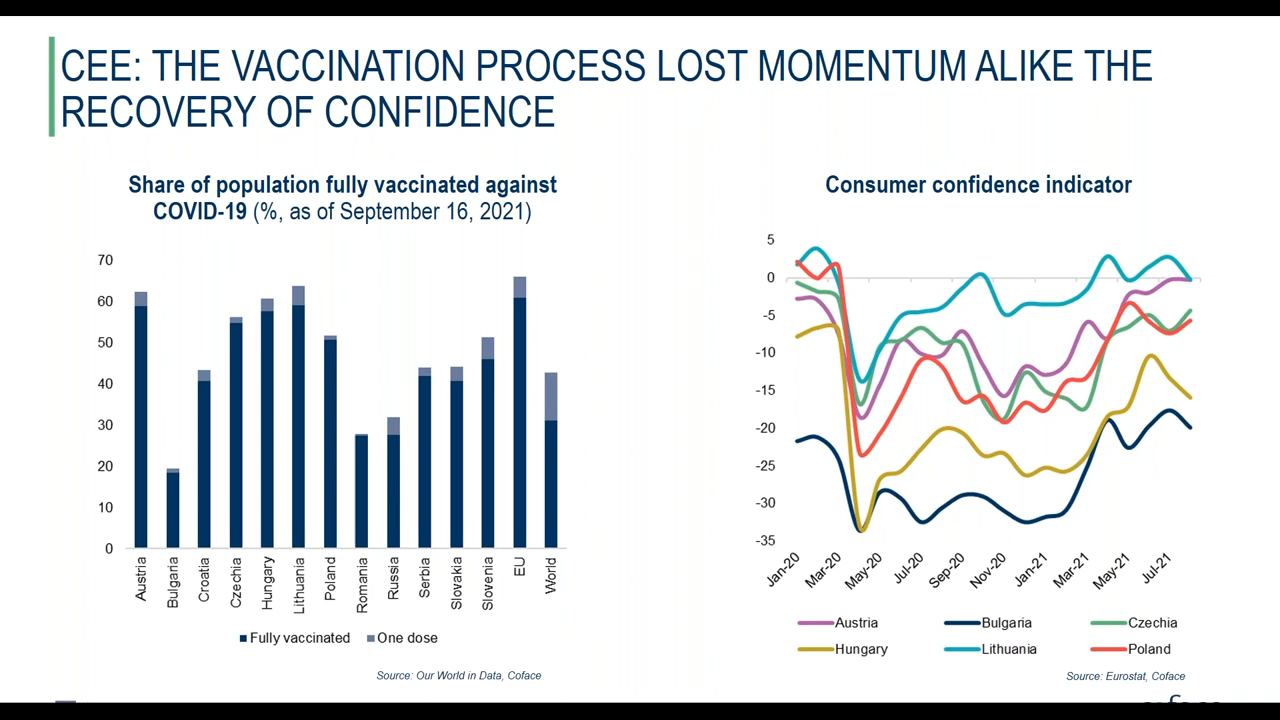 CEE: THE VACCINATION PROCESS LOST MOMENTUM ALIKE THE
RECOVERY OF CONFIDENCE
Share of population fully vaccinated against
COVID-19 (%, as of September 16, 2021)
70
60
50
40
30
20
10
0
Austria
Bulgaria
Croatia
Czechia
Hungary
Lithuania
Poland
Romania
Russia
Serbia
Slovakia
Slovenia
EU
World
Fully vaccinated One dose
Source: Our World in Data, Coface
Consumer confidence indicator
5
0
-5
-10
-15
-20
-25
-30
-35
Jan-20
Mar-20
May-20
Jul-20
Sep-20
Nov-20
Jan-21
Mar-21
May-21
Jul-21
Austria Bulgaria Czechia
Hungary Lithuania Poland
Source: Eurostat, Coface